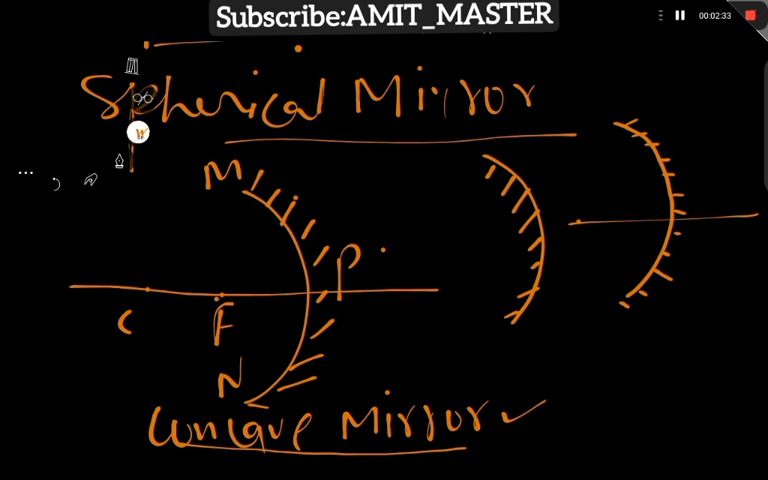 Subscribe:AMIT_MASTER
00:02:33
Spherical Mirror
M
P
C F
N
Concave Mirror